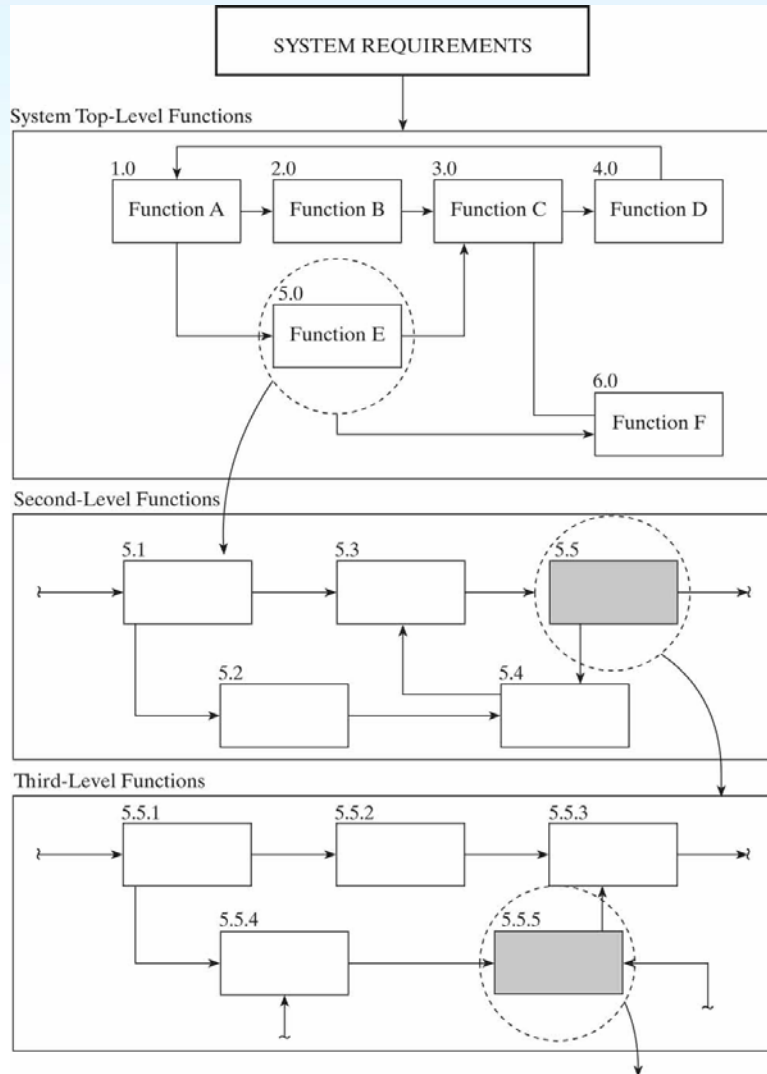 SYSTEM REQUIREMENTS
System Top-Level Functions
1.0 2.0 3.0 4.0
Function A Function B Function C Function D
5.0
Function E
6.0
Function F
Second-Level Functions
5.1 5.3 5.5
5.2 5.4
Third-Level Functions
5.5.1 5.5.2 5.5.3
5.5.4 5.5.5